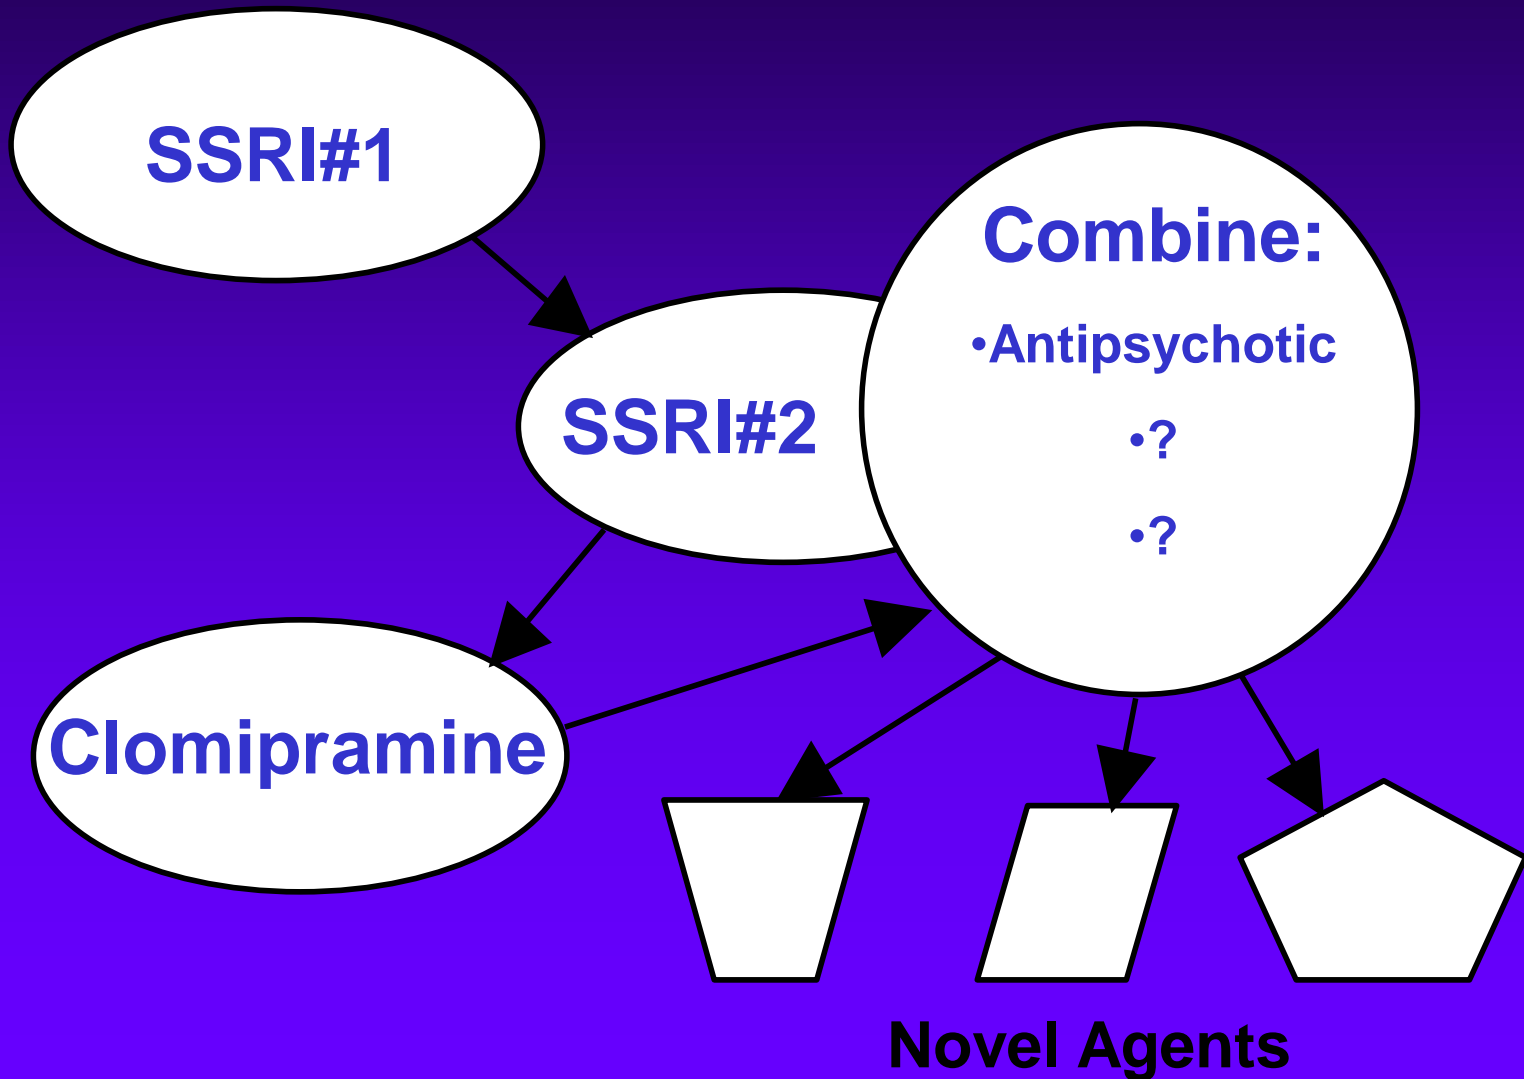 SSRI#1
Combine:
•Antipsychotic
•?
•?
SSRI#2
Clomipramine
Novel Agents